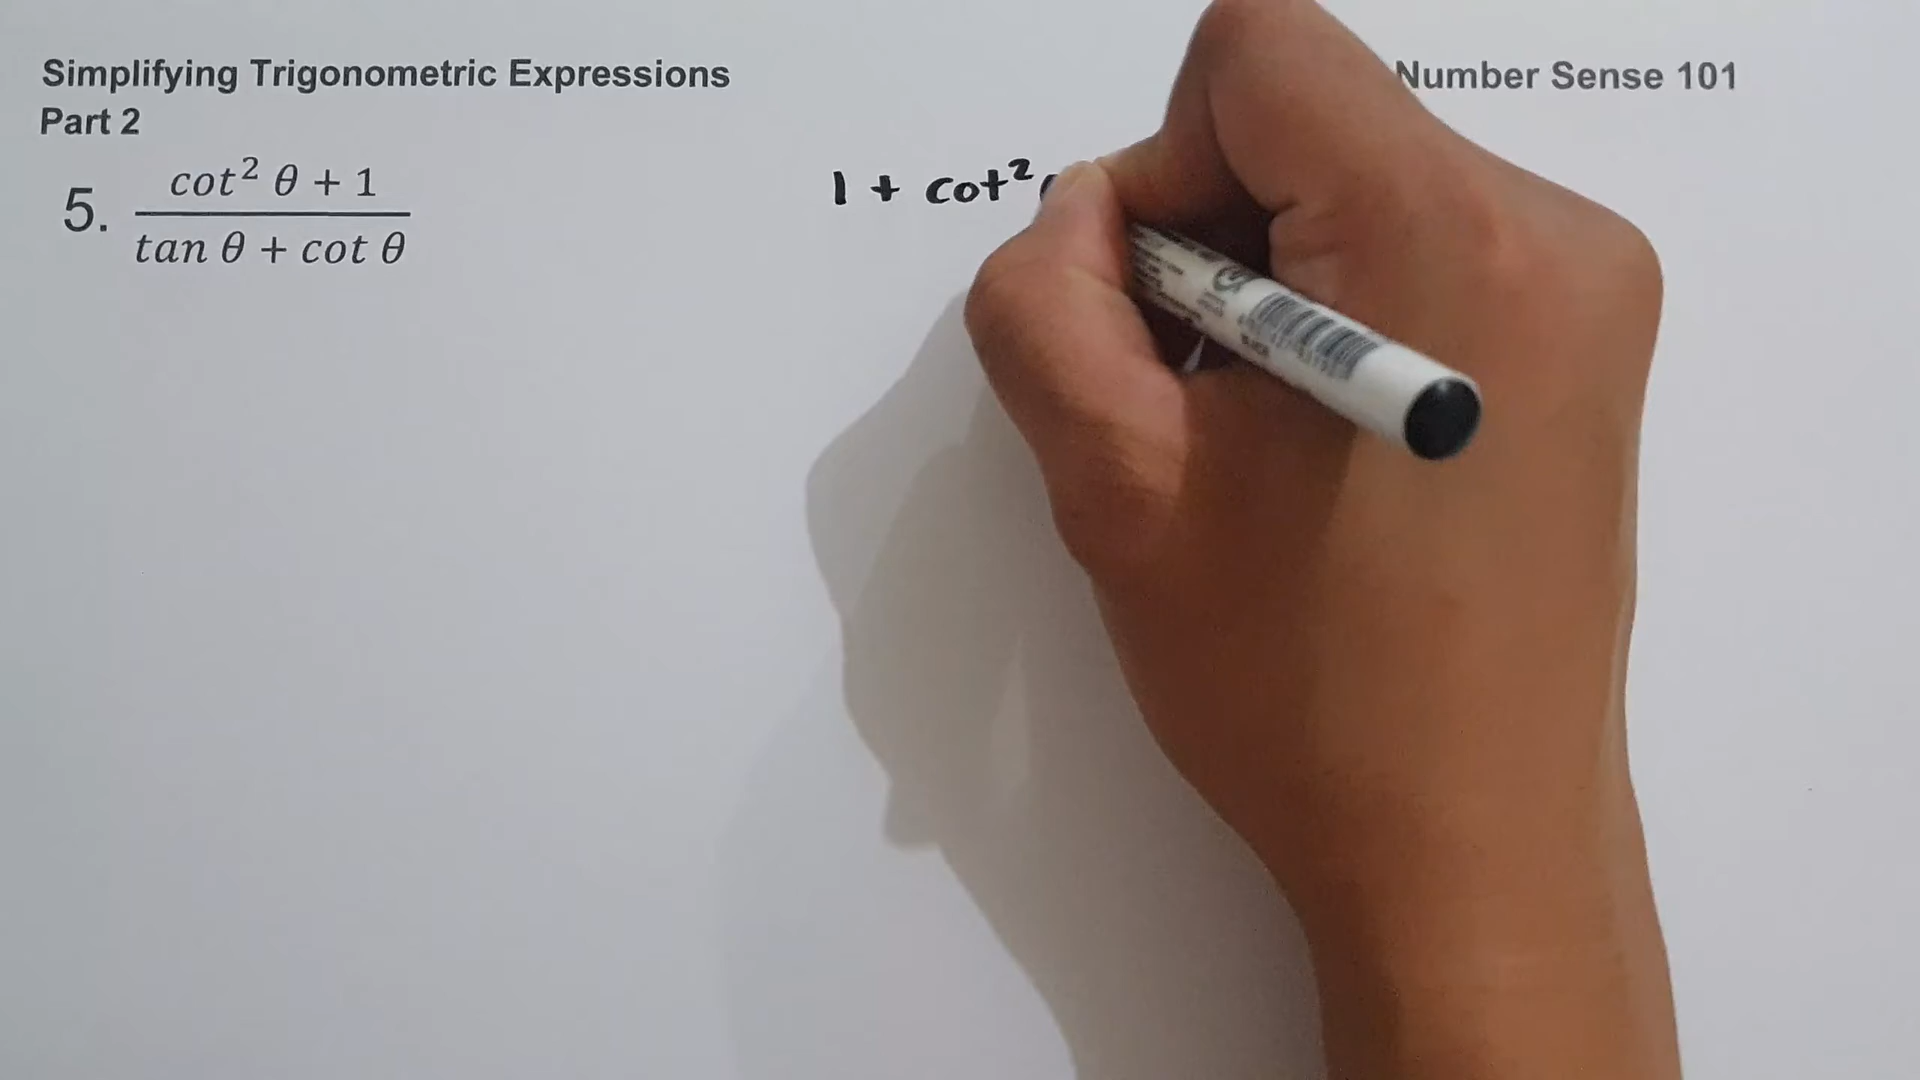 Simplifying Trigonometric Expressions
Number Sense 101
Part 2
5. (cot² θ + 1) / (tan θ + cot θ)
1 + cot²